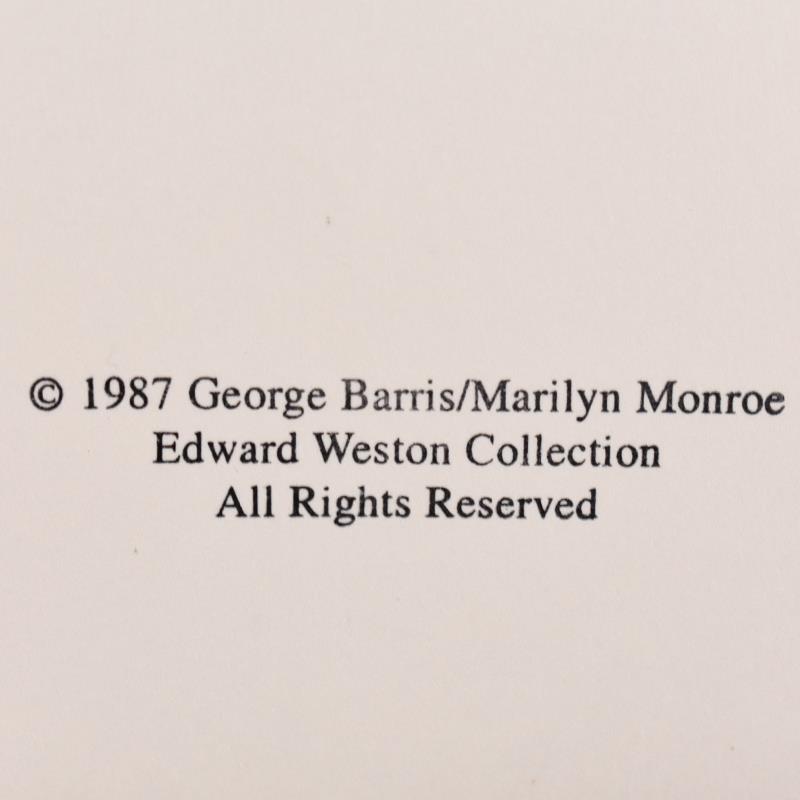 © 1987 George Barris/Marilyn Monroe
Edward Weston Collection
All Rights Reserved